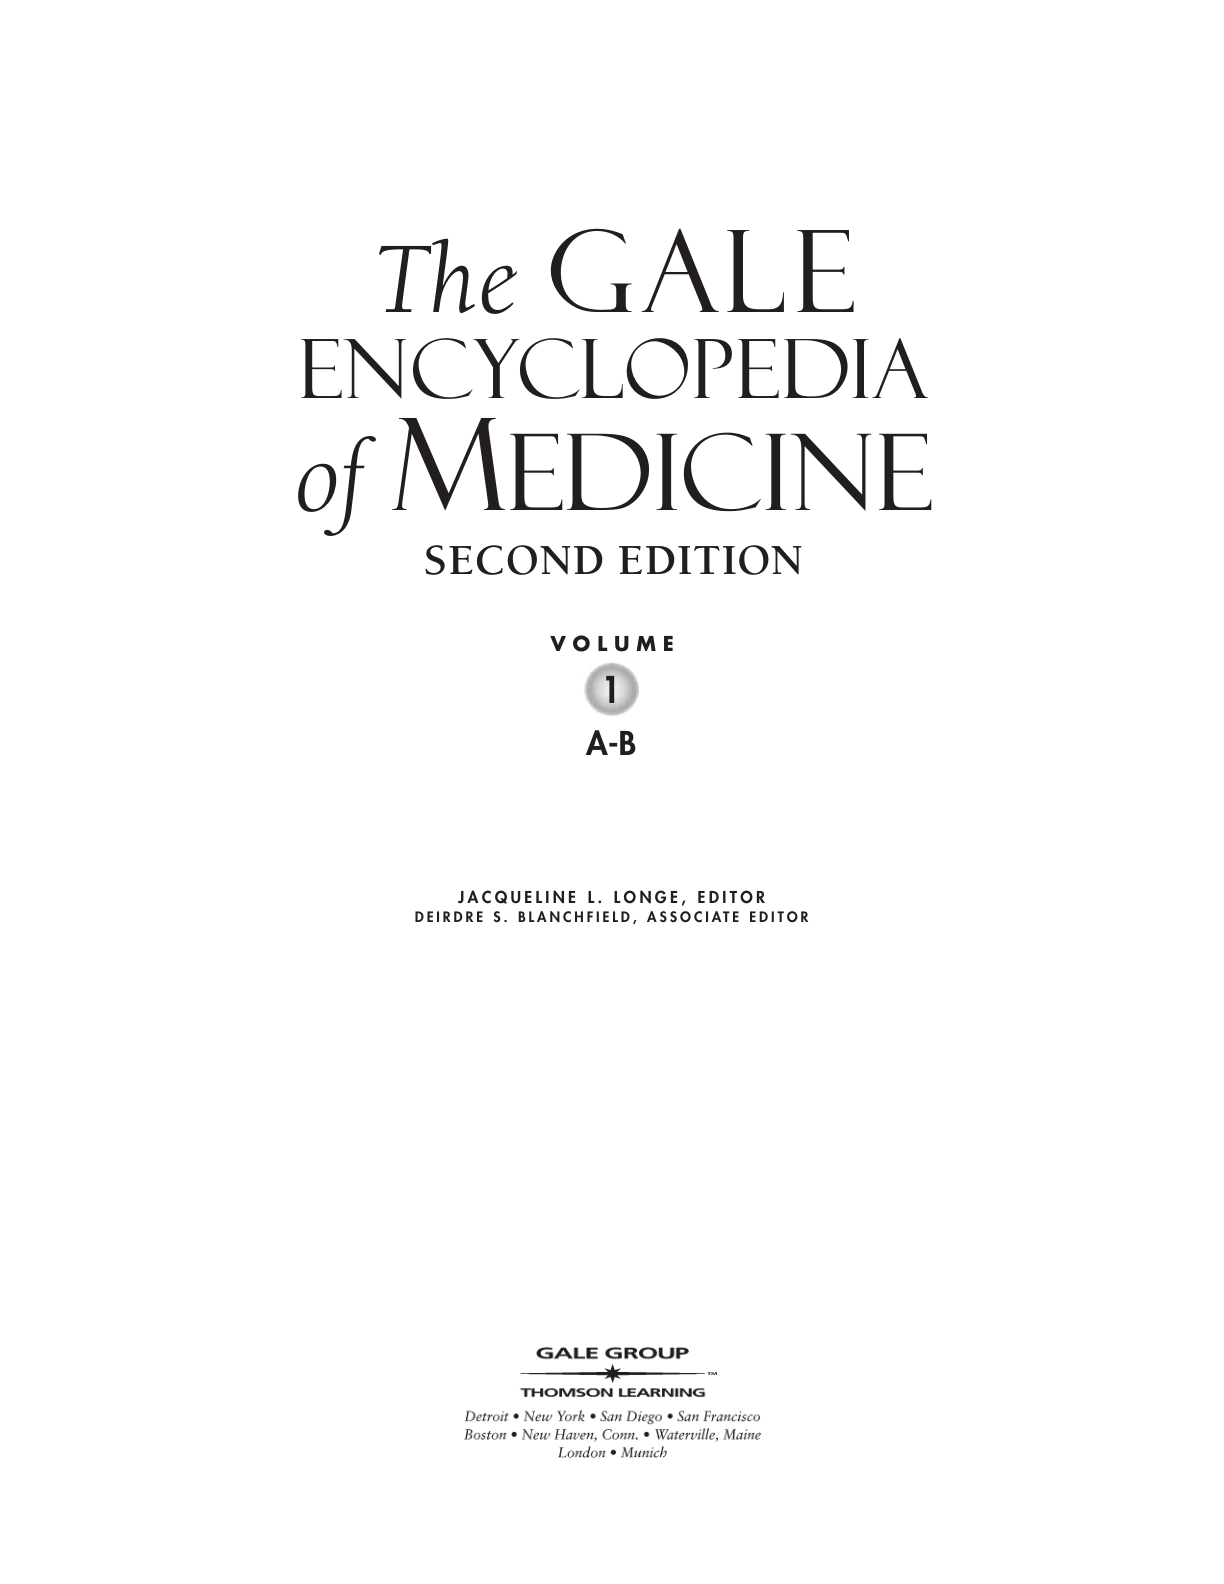 The GALE
ENCYCLOPEDIA
of MEDICINE
SECOND EDITION
VOLUME
1
A-B
JACQUELINE L. LONGE, EDITOR
DEIRDRE S. BLANCHFIELD, ASSOCIATE EDITOR
GALE GROUP
™
THOMSON LEARNING
Detroit • New York • San Diego • San Francisco
Boston • New Haven, Conn. • Waterville, Maine
London • Munich